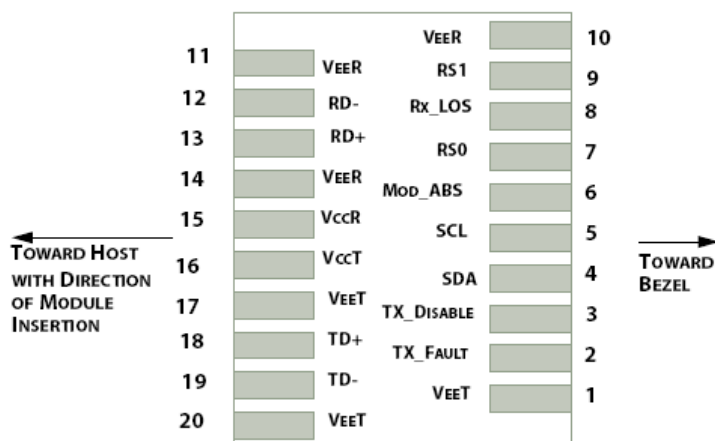 11 VEER
12 RD-
13 RD+
14 VEER
15 VCCR
16 VCCT
17 VEET
18 TD+
19 TD-
20 VEET
TOWARD HOST
WITH DIRECTION
OF MODULE
INSERTION
VEER 10
RS1 9
RX_LOS 8
RS0 7
MOD_ABS 6
SCL 5
SDA 4
TX_DISABLE 3
TX_FAULT 2
VEET 1
TOWARD
BEZEL